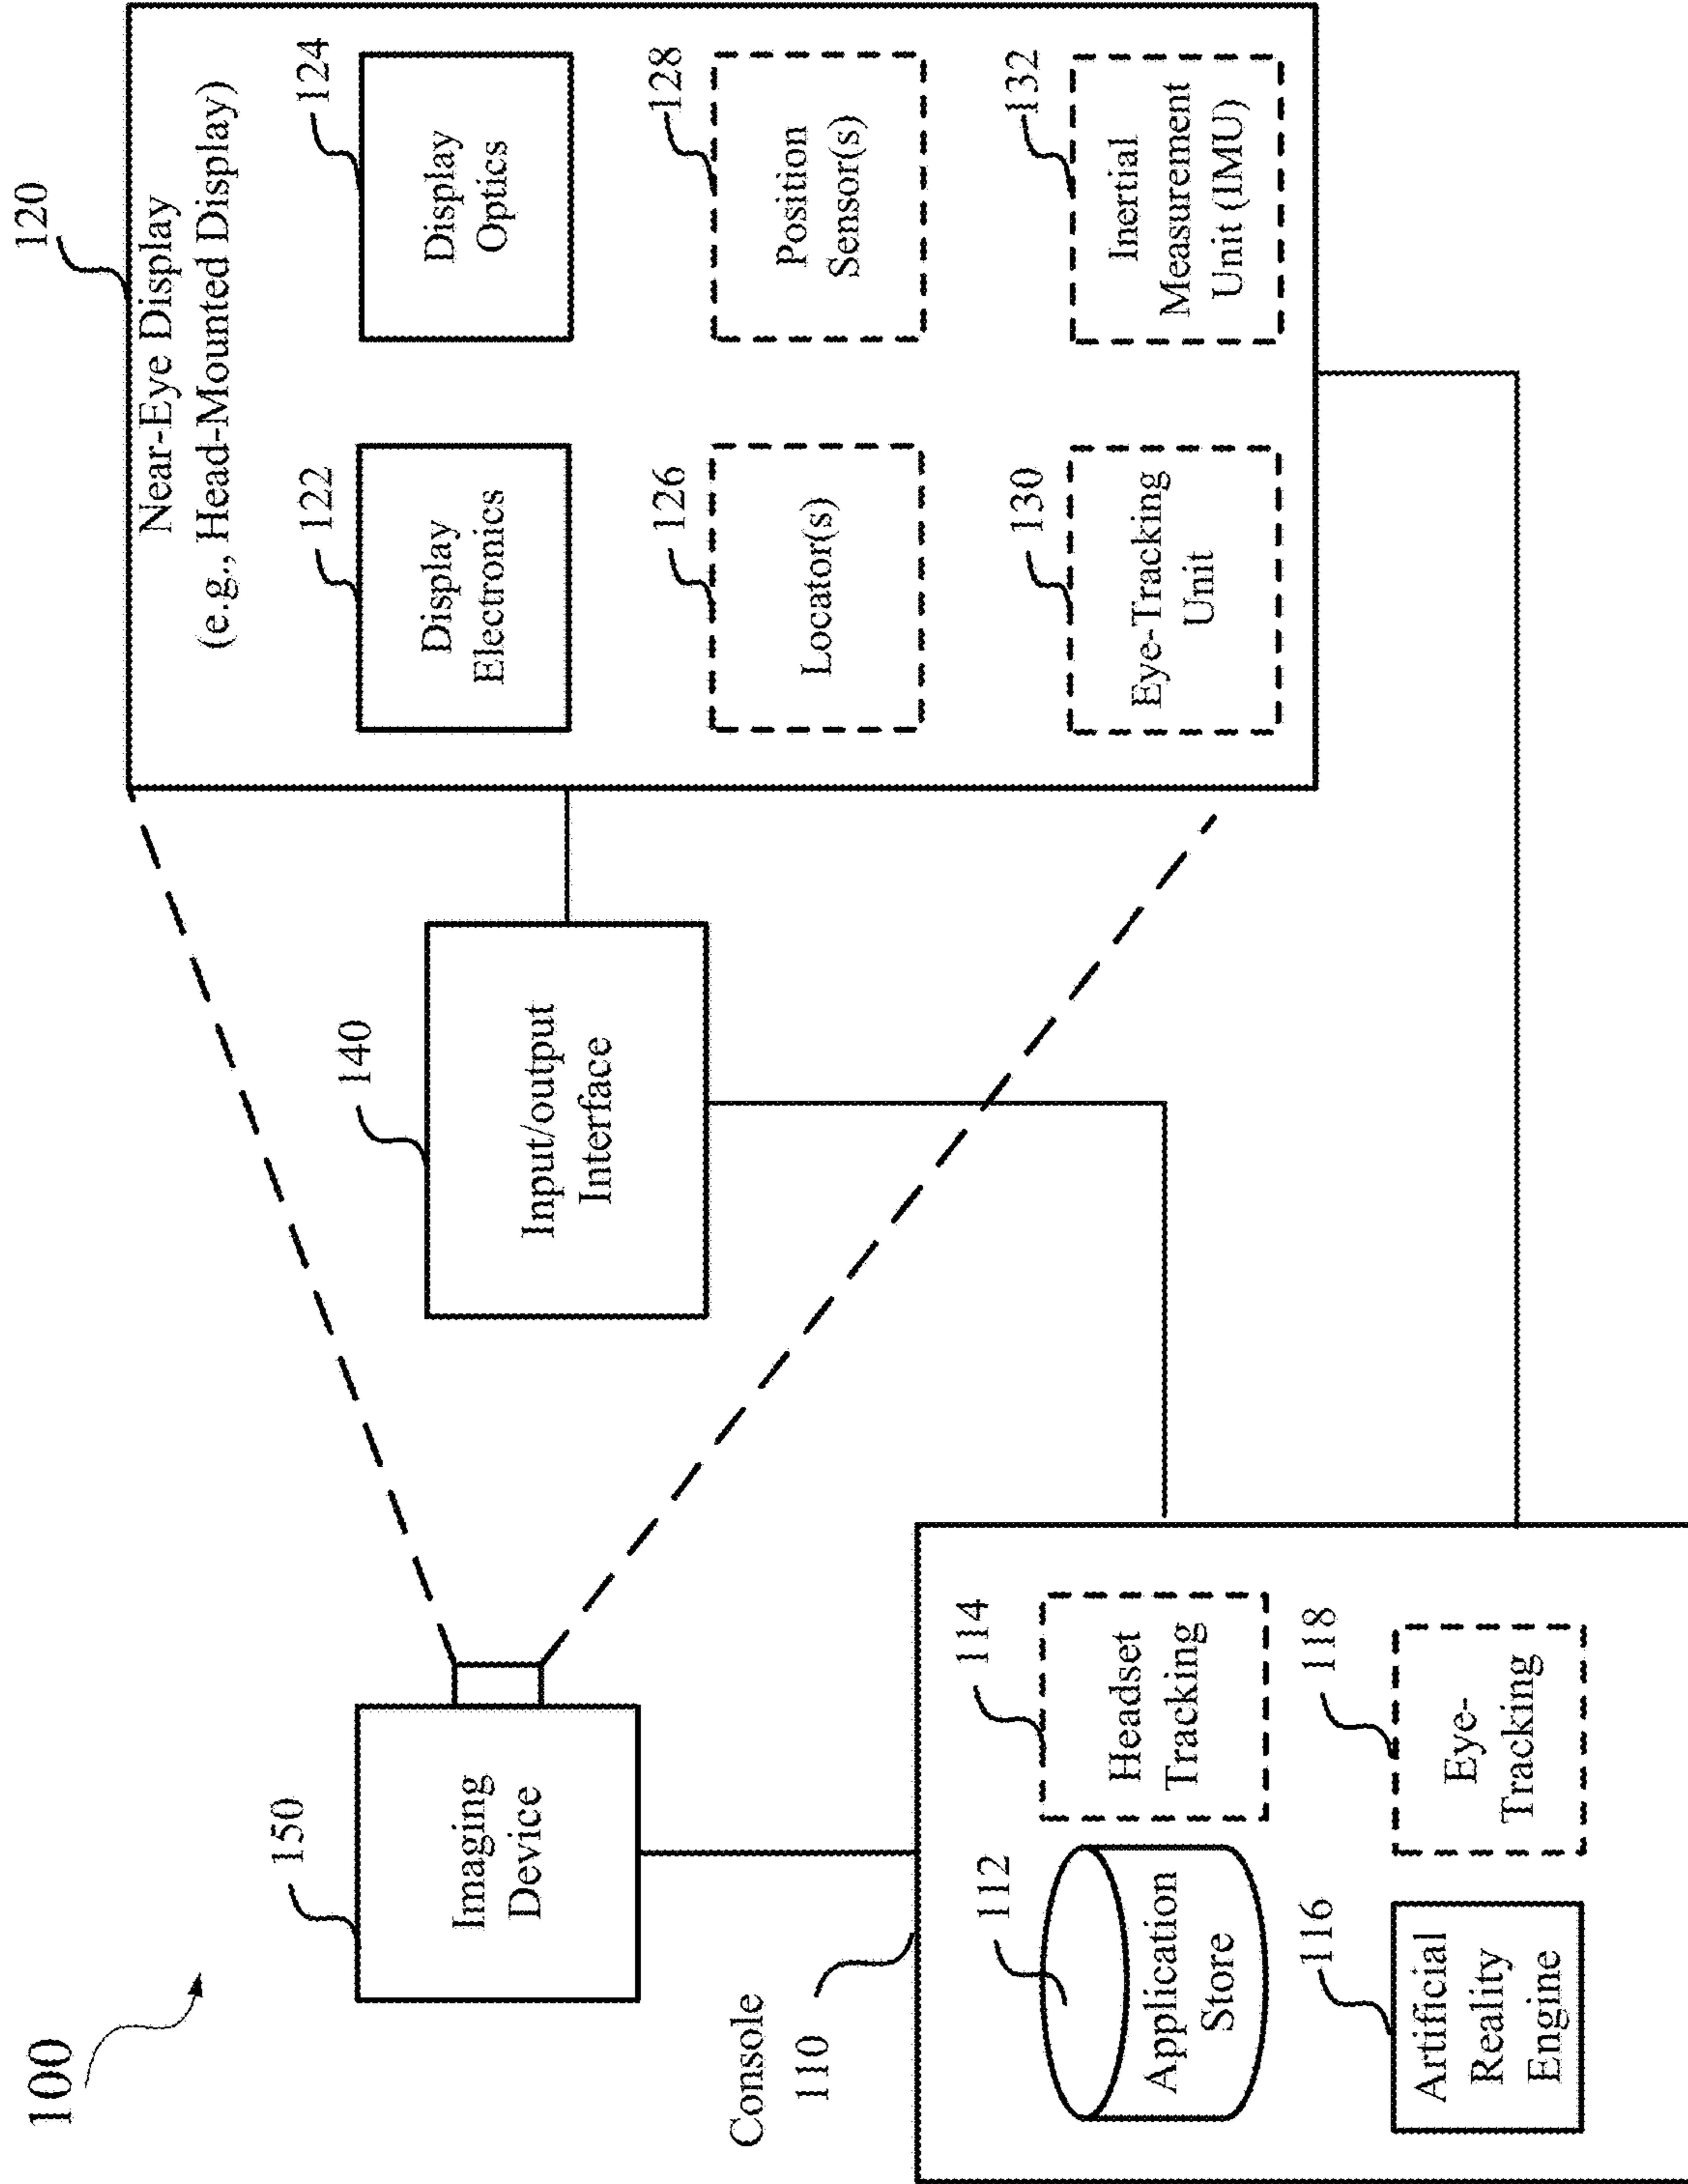 100
150
Imaging
Device
140
Input/output
Interface
120
Near-Eye Display
(e.g., Head-Mounted Display)
122
Display
Electronics
124
Display
Optics
126
Locator(s)
128
Position
Sensor(s)
130
Eye-Tracking
Unit
132
Inertial
Measurement
Unit (IMU)
Console
110
112
Application
Store
114
Headset
Tracking
116
Artificial
Reality
Engine
118
Eye-
Tracking